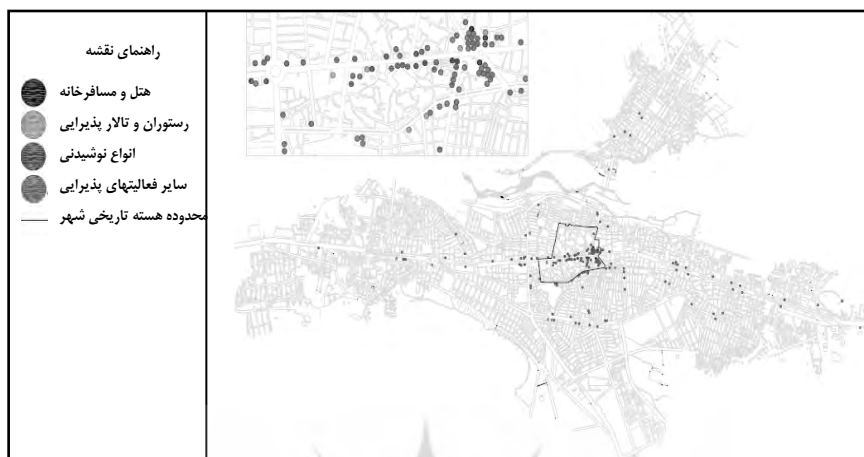 راهنمای نقشه
هتل و مسافرخانه
رستوران و تالار پذیرایی
انواع نوشیدنی
سایر فعالیتهای پذیرایی
محدوده هسته تاریخی شهر